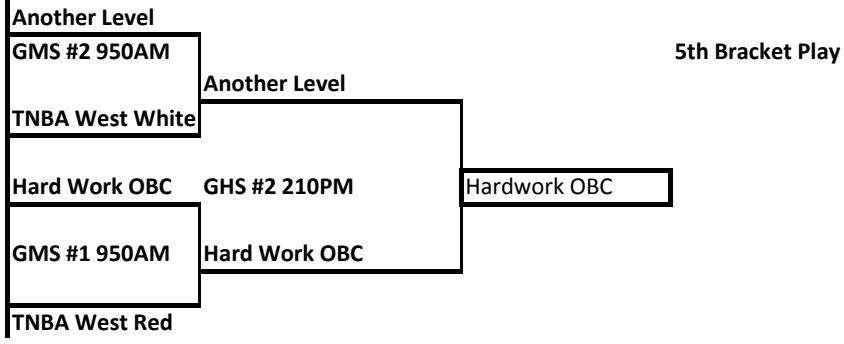 Another Level
GMS #2 950AM
5th Bracket Play
Another Level
TNBA West White
Hard Work OBC
GHS #2 210PM
Hardwork OBC
GMS #1 950AM
Hard Work OBC
TNBA West Red